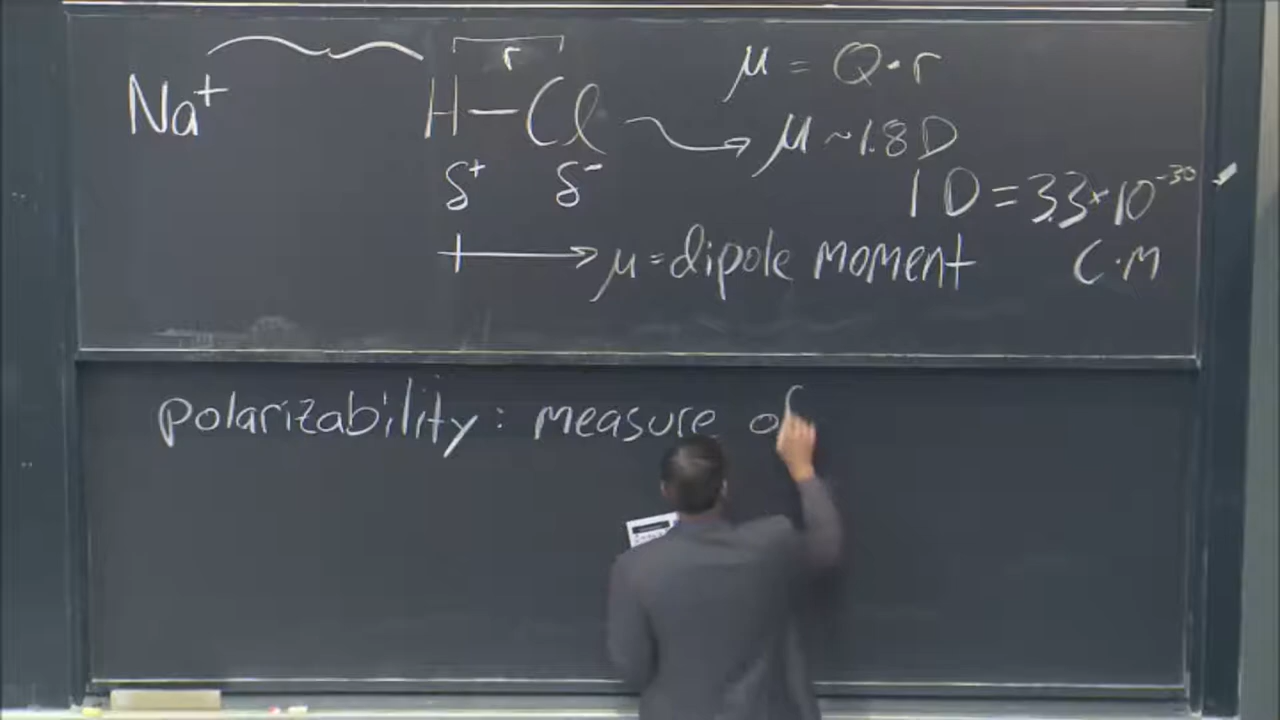 r
μ = Q·r
Na⁺ H—Cl
μ ~1.8 D
δ⁺ δ⁻
1 D = 3.3×10⁻³⁰
μ = dipole moment
C·m
polarizability: measure of